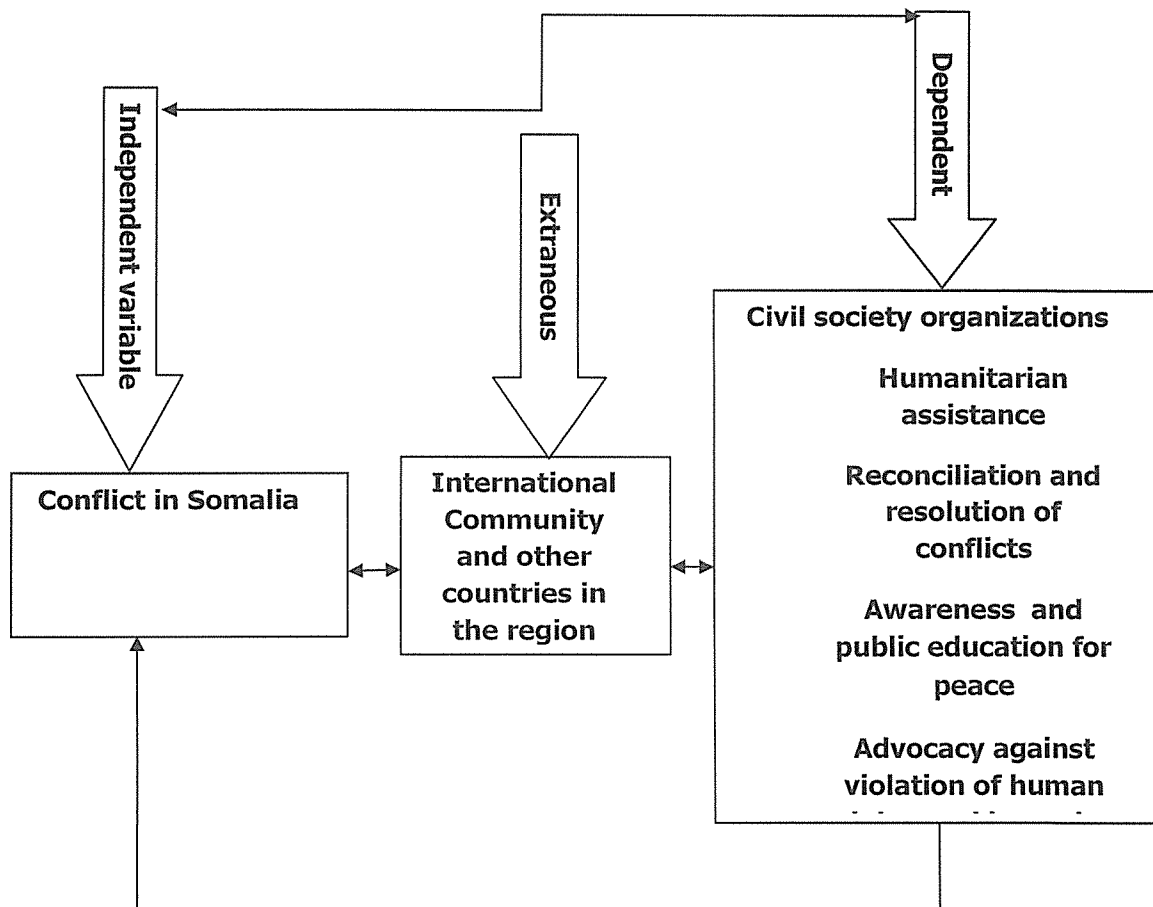 Independent variable
Extraneous
Dependent
Conflict in Somalia
International
Community
and other
countries in
the region
Civil society organizations
Humanitarian
assistance
Reconciliation and
resolution of
conflicts
Awareness and
public education for
peace
Advocacy against
violation of human